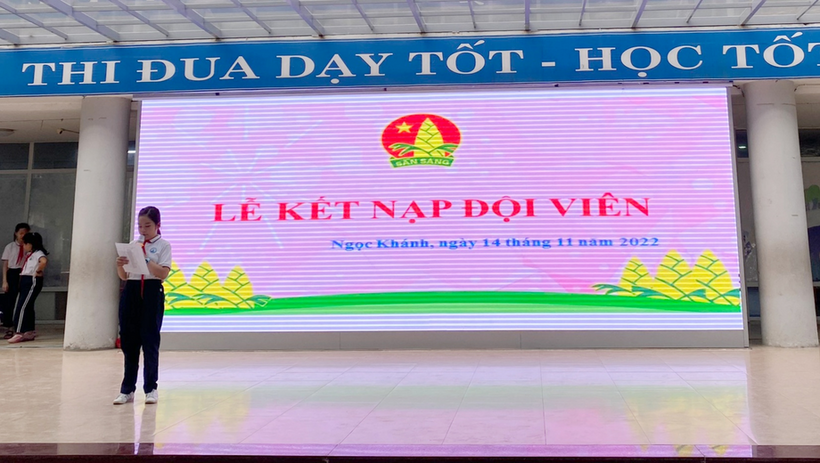 THI ĐUA DẠY TỐT - HỌC TỐT
SẴN SÀNG
LỄ KẾT NẠP ĐỘI VIÊN
Ngọc Khánh, ngày 14 tháng 11 năm 2022